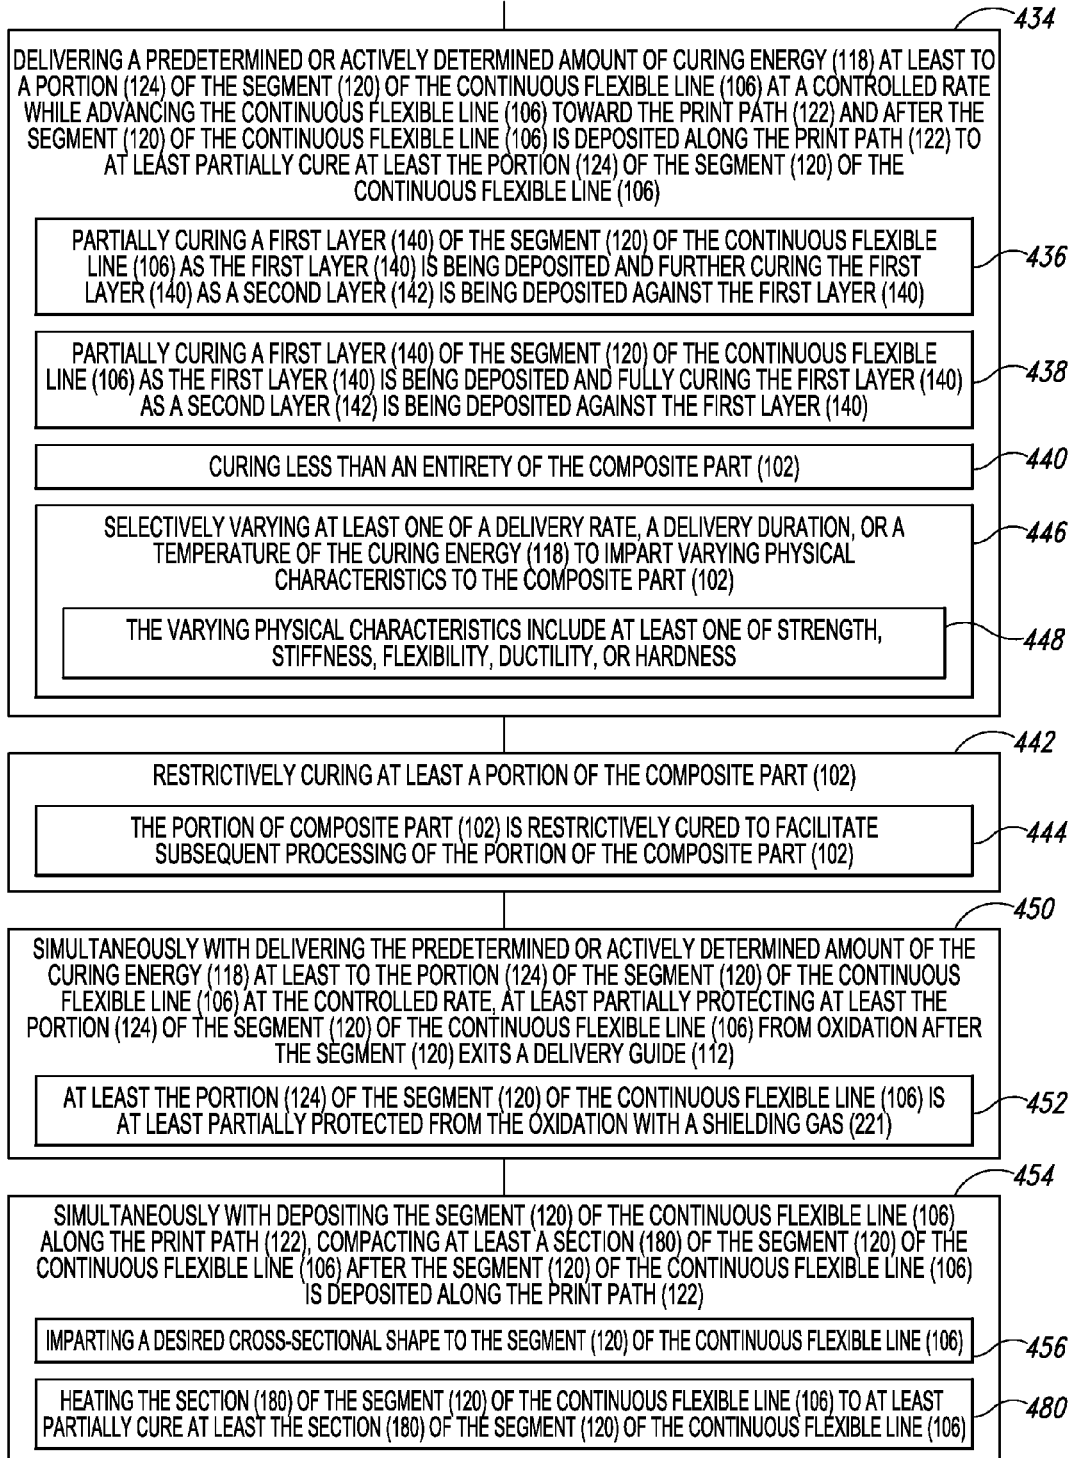 434
DELIVERING A PREDETERMINED OR ACTIVELY DETERMINED AMOUNT OF CURING ENERGY (118) AT LEAST TO
A PORTION (124) OF THE SEGMENT (120) OF THE CONTINUOUS FLEXIBLE LINE (106) AT A CONTROLLED RATE
WHILE ADVANCING THE CONTINUOUS FLEXIBLE LINE (106) TOWARD THE PRINT PATH (122) AND AFTER THE
SEGMENT (120) OF THE CONTINUOUS FLEXIBLE LINE (106) IS DEPOSITED ALONG THE PRINT PATH (122) TO
AT LEAST PARTIALLY CURE AT LEAST THE PORTION (124) OF THE SEGMENT (120) OF THE
CONTINUOUS FLEXIBLE LINE (106)
PARTIALLY CURING A FIRST LAYER (140) OF THE SEGMENT (120) OF THE CONTINUOUS FLEXIBLE
LINE (106) AS THE FIRST LAYER (140) IS BEING DEPOSITED AND FURTHER CURING THE FIRST
LAYER (140) AS A SECOND LAYER (142) IS BEING DEPOSITED AGAINST THE FIRST LAYER (140)
436
PARTIALLY CURING A FIRST LAYER (140) OF THE SEGMENT (120) OF THE CONTINUOUS FLEXIBLE
LINE (106) AS THE FIRST LAYER (140) IS BEING DEPOSITED AND FULLY CURING THE FIRST LAYER (140)
AS A SECOND LAYER (142) IS BEING DEPOSITED AGAINST THE FIRST LAYER (140)
438
CURING LESS THAN AN ENTIRETY OF THE COMPOSITE PART (102)
440
SELECTIVELY VARYING AT LEAST ONE OF A DELIVERY RATE, A DELIVERY DURATION, OR A
TEMPERATURE OF THE CURING ENERGY (118) TO IMPART VARYING PHYSICAL
CHARACTERISTICS TO THE COMPOSITE PART (102)
446
THE VARYING PHYSICAL CHARACTERISTICS INCLUDE AT LEAST ONE OF STRENGTH,
STIFFNESS, FLEXIBILITY, DUCTILITY, OR HARDNESS
448
442
RESTRICTIVELY CURING AT LEAST A PORTION OF THE COMPOSITE PART (102)
THE PORTION OF COMPOSITE PART (102) IS RESTRICTIVELY CURED TO FACILITATE
SUBSEQUENT PROCESSING OF THE PORTION OF THE COMPOSITE PART (102)
444
450
SIMULTANEOUSLY WITH DELIVERING THE PREDETERMINED OR ACTIVELY DETERMINED AMOUNT OF THE
CURING ENERGY (118) AT LEAST TO THE PORTION (124) OF THE SEGMENT (120) OF THE CONTINUOUS
FLEXIBLE LINE (106) AT THE CONTROLLED RATE, AT LEAST PARTIALLY PROTECTING AT LEAST THE
PORTION (124) OF THE SEGMENT (120) OF THE CONTINUOUS FLEXIBLE LINE (106) FROM OXIDATION AFTER
THE SEGMENT (120) EXITS A DELIVERY GUIDE (112)
AT LEAST THE PORTION (124) OF THE SEGMENT (120) OF THE CONTINUOUS FLEXIBLE LINE (106) IS
AT LEAST PARTIALLY PROTECTED FROM THE OXIDATION WITH A SHIELDING GAS (221)
452
454
SIMULTANEOUSLY WITH DEPOSITING THE SEGMENT (120) OF THE CONTINUOUS FLEXIBLE LINE (106)
ALONG THE PRINT PATH (122), COMPACTING AT LEAST A SECTION (180) OF THE SEGMENT (120) OF THE
CONTINUOUS FLEXIBLE LINE (106) AFTER THE SEGMENT (120) OF THE CONTINUOUS FLEXIBLE LINE (106)
IS DEPOSITED ALONG THE PRINT PATH (122)
IMPARTING A DESIRED CROSS-SECTIONAL SHAPE TO THE SEGMENT (120) OF THE CONTINUOUS FLEXIBLE LINE (106)
456
HEATING THE SECTION (180) OF THE SEGMENT (120) OF THE CONTINUOUS FLEXIBLE LINE (106) TO AT LEAST
PARTIALLY CURE AT LEAST THE SECTION (180) OF THE SEGMENT (120) OF THE CONTINUOUS FLEXIBLE LINE (106)
480